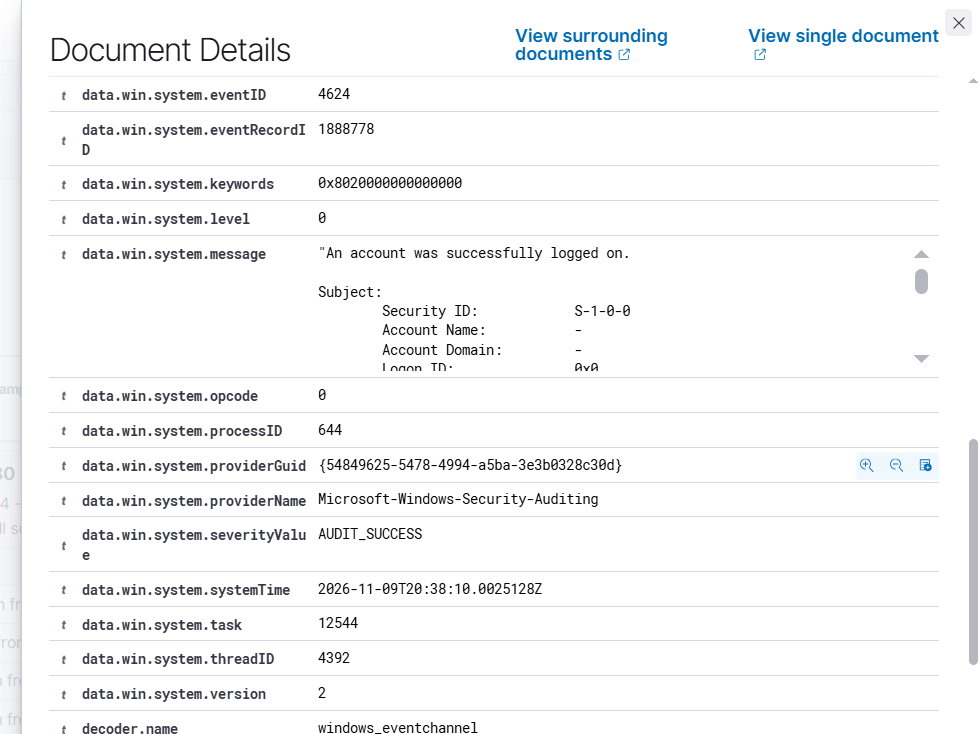 Document Details
View surrounding
documents
View single document
t data.win.system.eventID 4624
t data.win.system.eventRecordI
D 1888778
t data.win.system.keywords 0x8020000000000000
t data.win.system.level 0
t data.win.system.message "An account was successfully logged on.
Subject:
Security ID: S-1-0-0
Account Name: -
Account Domain: -
Logon ID: 0x0
t data.win.system.opcode 0
t data.win.system.processID 644
t data.win.system.providerGuid {54849625-5478-4994-a5ba-3e3b0328c30d}
t data.win.system.providerName Microsoft-Windows-Security-Auditing
t data.win.system.severityValu
e AUDIT_SUCCESS
t data.win.system.systemTime 2026-11-09T20:38:10.0025128Z
t data.win.system.task 12544
t data.win.system.threadID 4392
t data.win.system.version 2
decoder.name windows_eventchannel